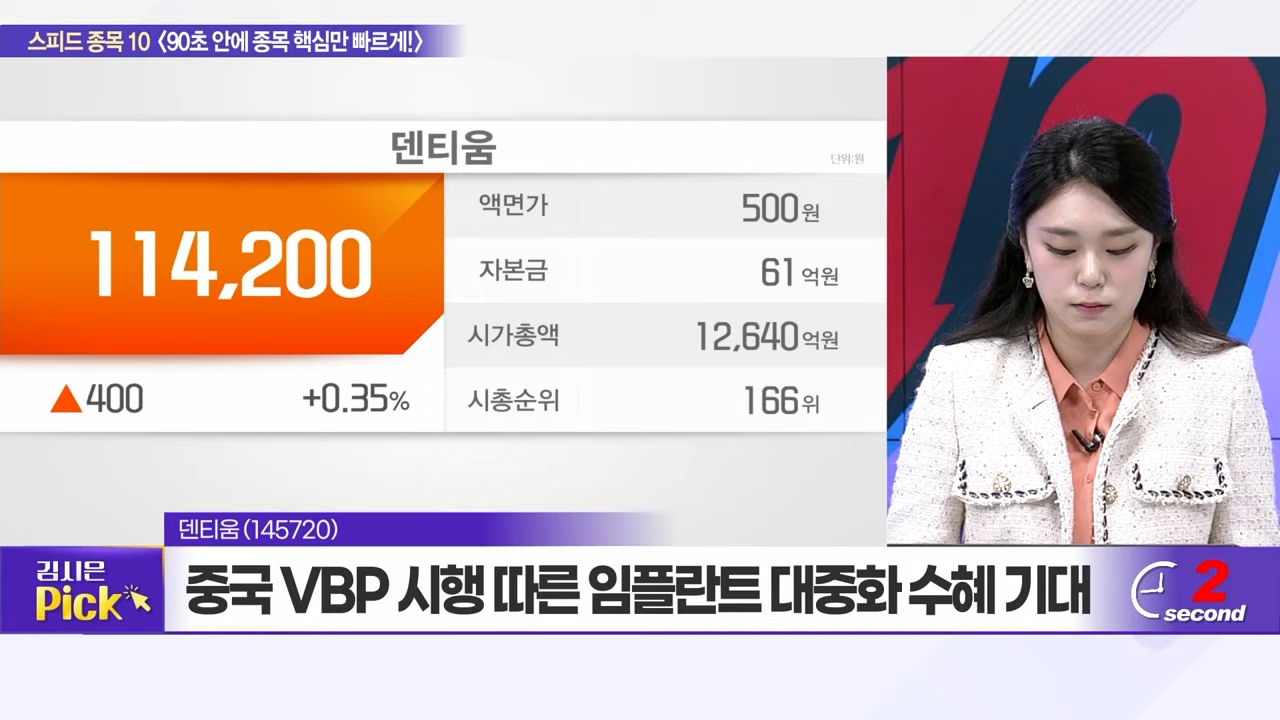 스피드 종목 10 〈90초 안에 종목 핵심만 빠르게!〉
덴티움
단위:원
114,200
▲400 +0.35%
액면가 500원
자본금 61억원
시가총액 12,640억원
시총순위 166위
덴티움(145720)
김시은
Pick
중국 VBP 시행 따른 임플란트 대중화 수혜 기대
2
second